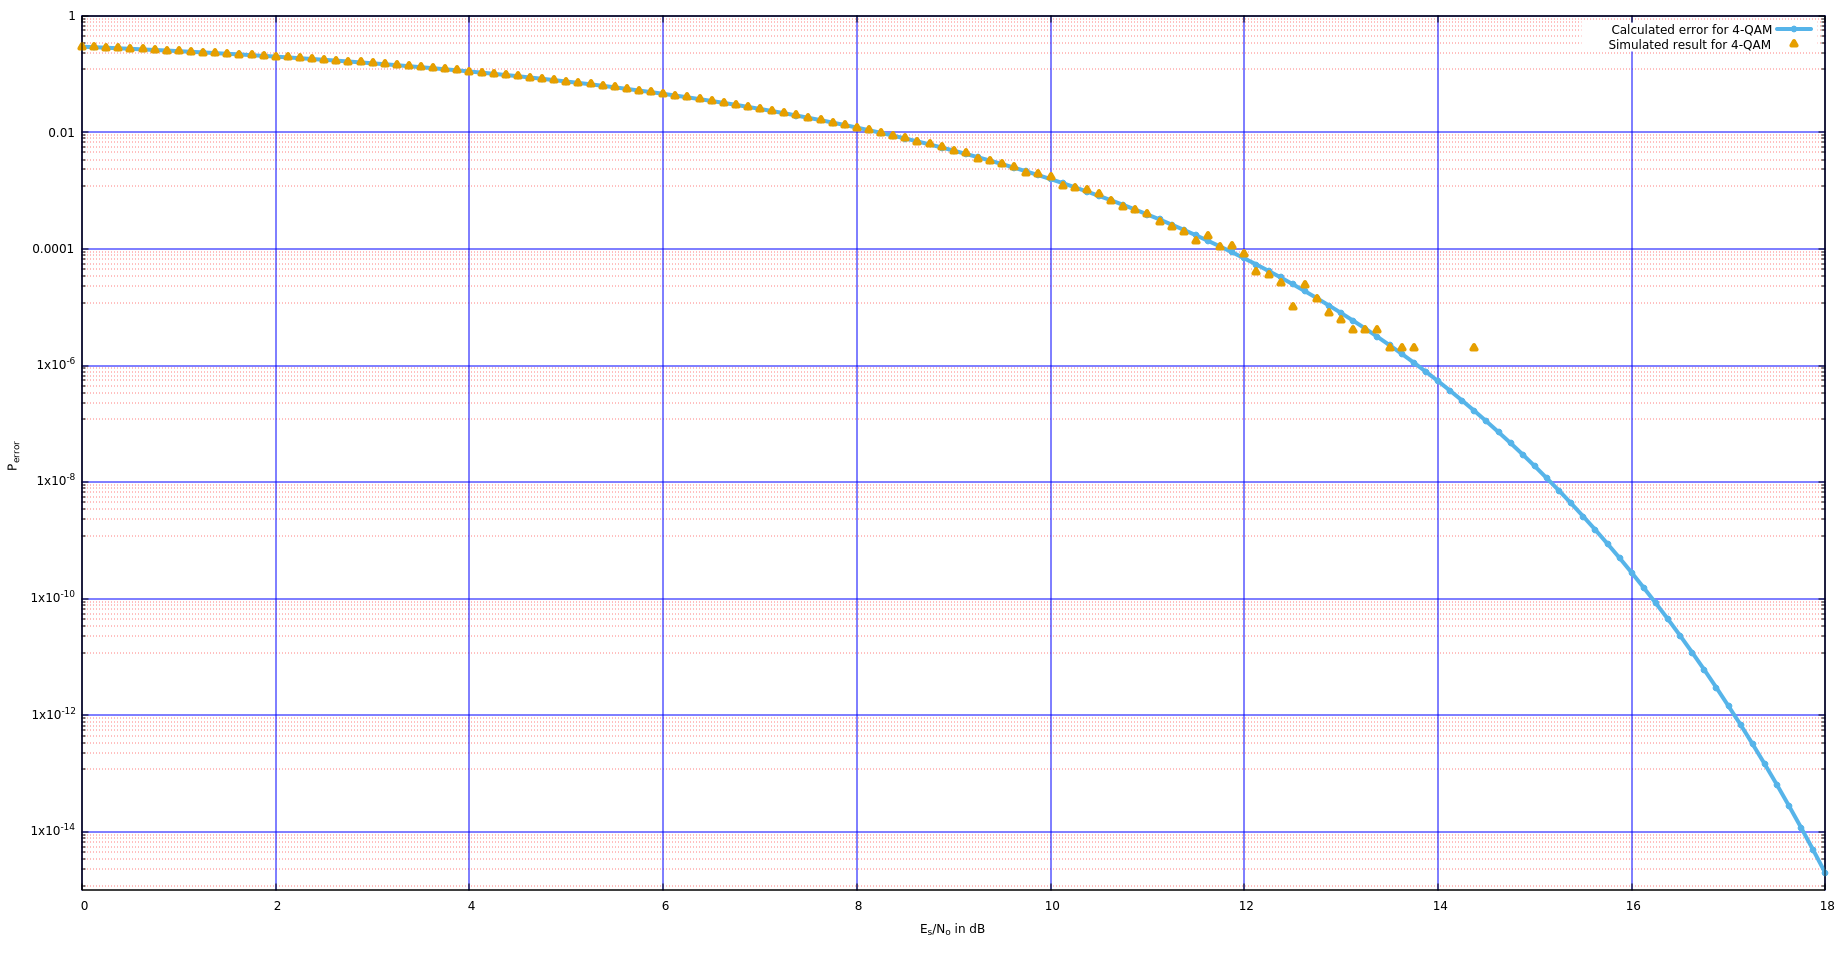 Calculated error for 4-QAM
Simulated result for 4-QAM
1
0.01
0.0001
1x10⁻⁶
1x10⁻⁸
1x10⁻¹⁰
1x10⁻¹²
1x10⁻¹⁴
P_error
0 2 4 6 8 10 12 14 16 18
Eₛ/Nₒ in dB